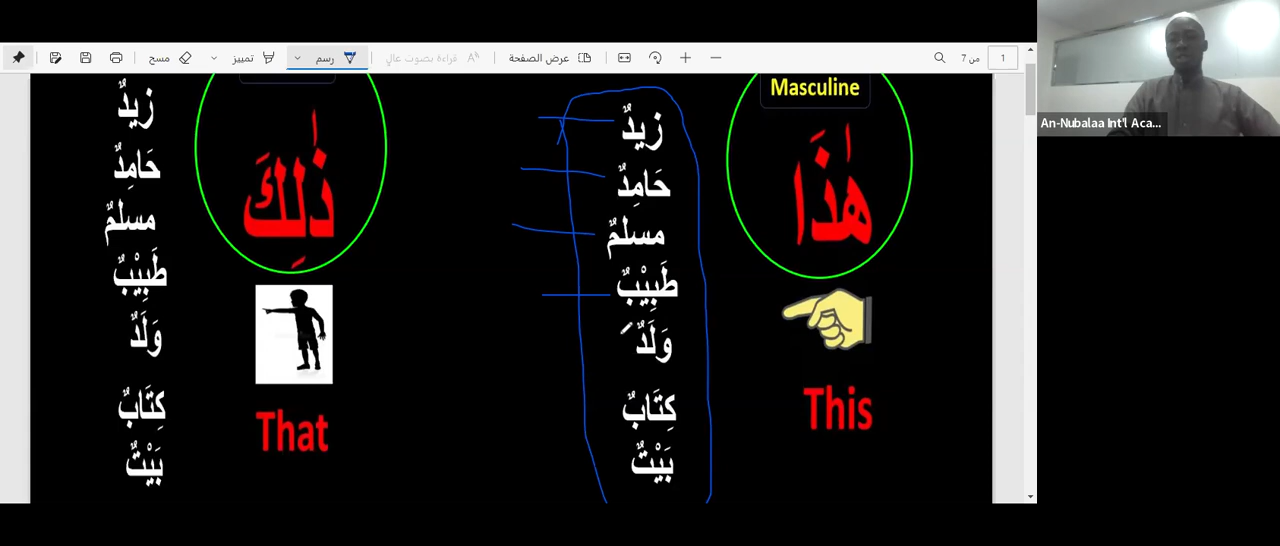 مسح
تمييز
رسم
قراءة بصوت عالٍ
عرض الصفحة
من 7
1
An-Nubalaa Int'l Aca...
Masculine
هٰذَا
This
زيدٌ
حَامِدٌ
مسلمٌ
طَبِيْبٌ
وَلَدٌ
كِتَابٌ
بَيْتٌ
ذٰلِكَ
That
زيدٌ
حَامِدٌ
مسلمٌ
طَبِيْبٌ
وَلَدٌ
كِتَابٌ
بَيْتٌ